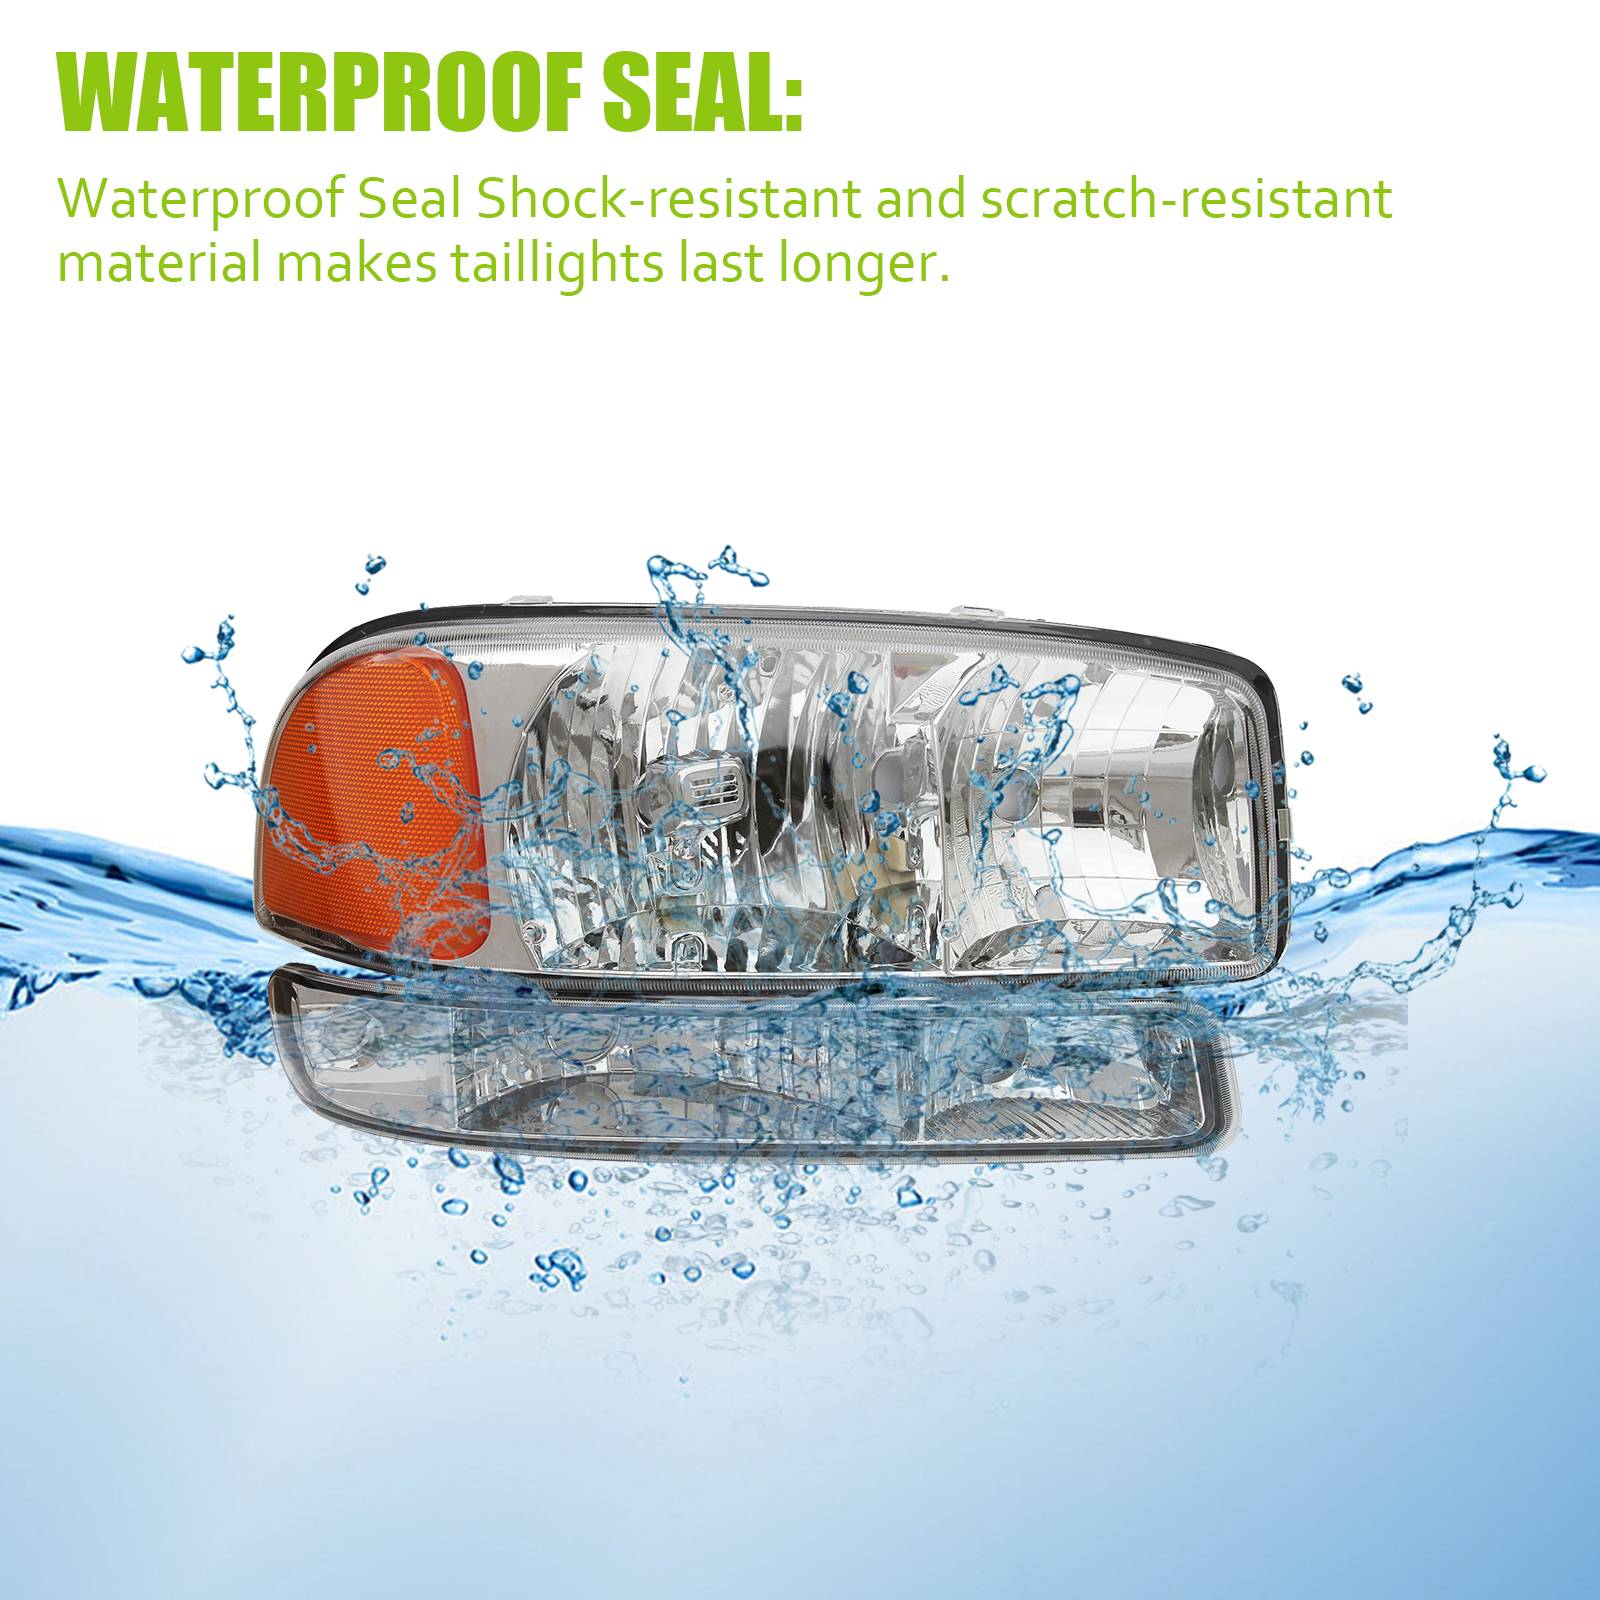 WATERPROOF SEAL:
Waterproof Seal Shock-resistant and scratch-resistant
material makes taillights last longer.